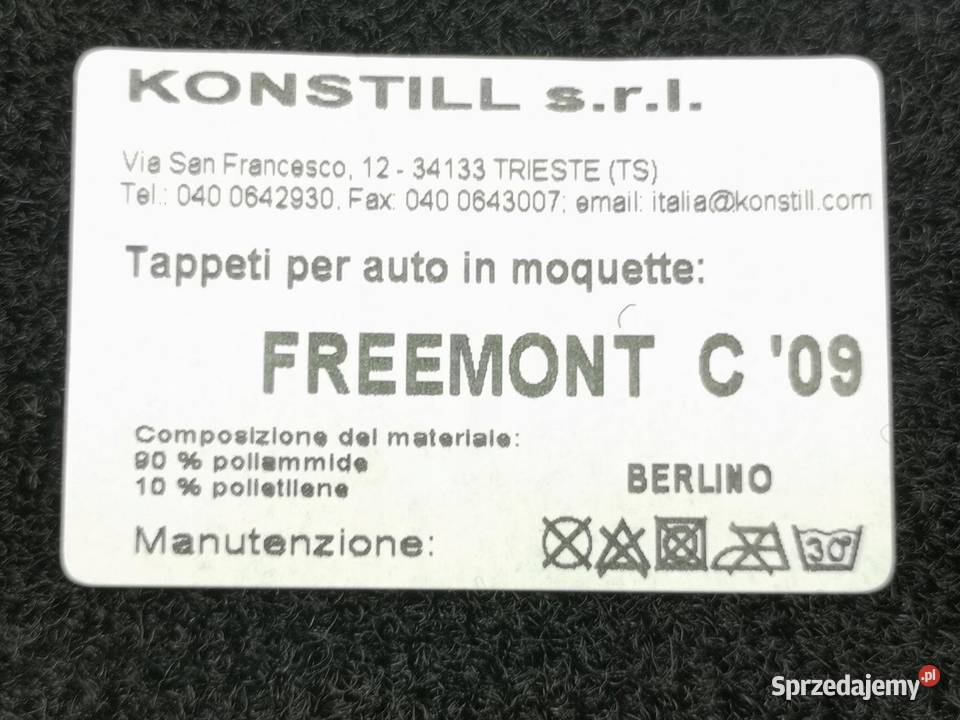 KONSTILL s.r.l.
Via San Francesco, 12 - 34133 TRIESTE (TS)
Tel.: 040 0642930, Fax: 040 0643007; email: italia@konstill.com
Tappeti per auto in moquette:
FREEMONT C '09
Composizione del materiale:
90 % poliammide
10 % polietilene
BERLINO
Manutenzione:
30°
Sprzedajemy.pl